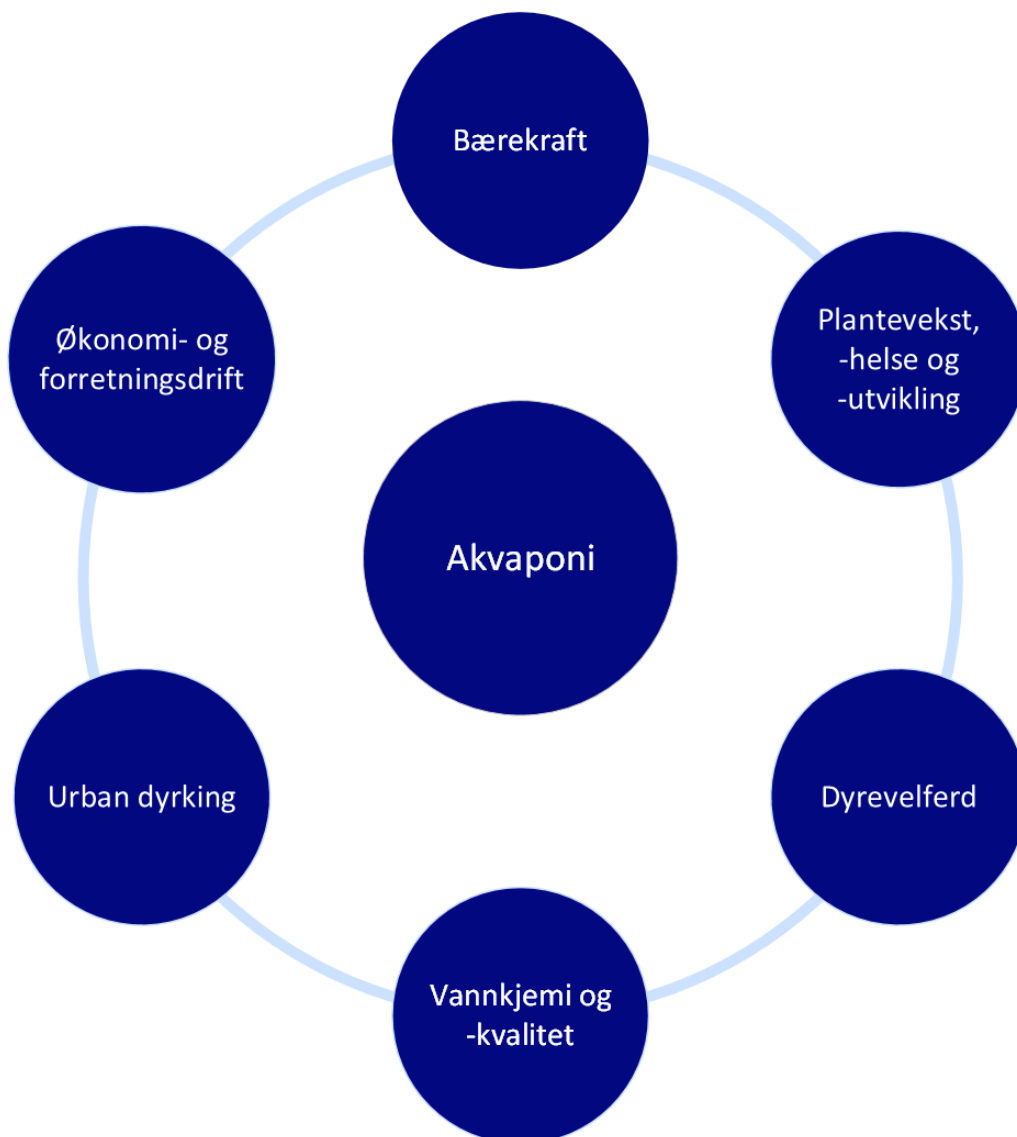 Bærekraft
Plantevekst,
-helse og
-utvikling
Økonomi- og
forretningsdrift
Akvaponi
Urban dyrking
Dyrevelferd
Vannkjemi og
-kvalitet